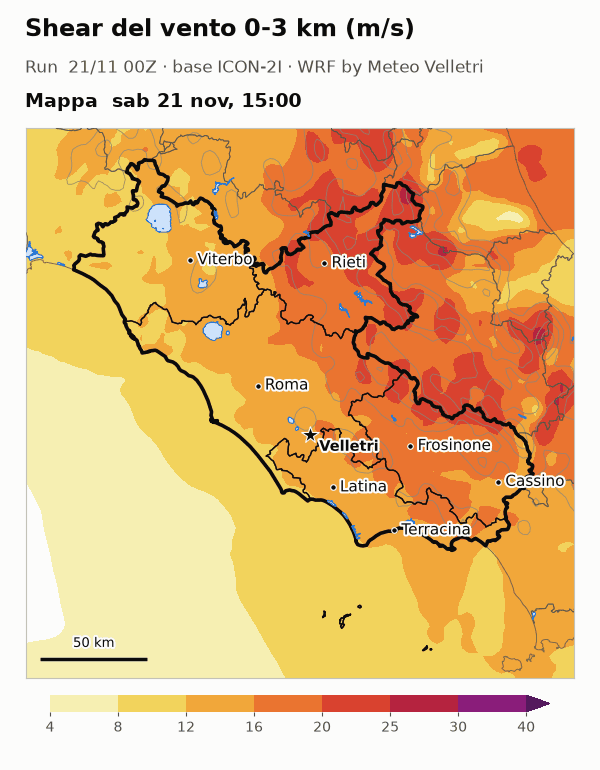 Shear del vento 0-3 km (m/s)
Run  21/11 00Z · base ICON-2I · WRF by Meteo Velletri
Mappa  sab 21 nov, 15:00
Viterbo
Rieti
Roma
Velletri
Frosinone
Latina
Cassino
Terracina
50 km
4 8 12 16 20 25 30 40